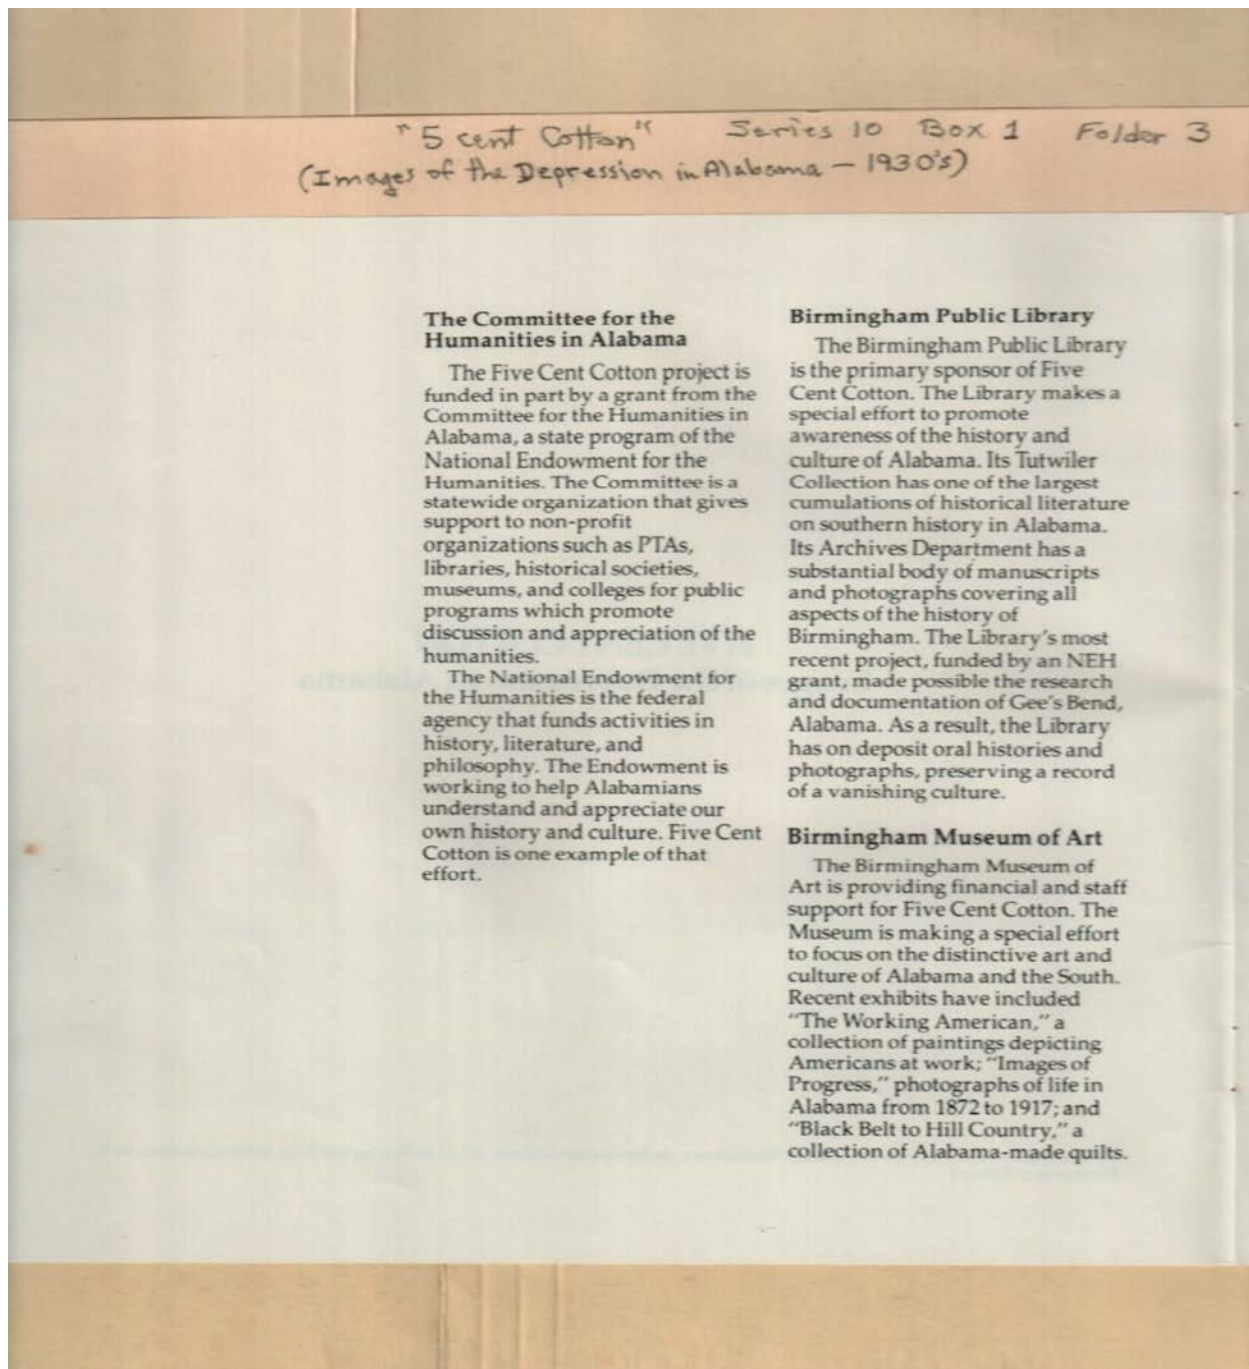 "5 cent Cotton" Series 10 Box 1 Folder 3
(Images of the Depression in Alabama — 1930's)
The Committee for the
Humanities in Alabama
The Five Cent Cotton project is
funded in part by a grant from the
Committee for the Humanities in
Alabama, a state program of the
National Endowment for the
Humanities. The Committee is a
statewide organization that gives
support to non-profit
organizations such as PTAs,
libraries, historical societies,
museums, and colleges for public
programs which promote
discussion and appreciation of the
humanities.
The National Endowment for
the Humanities is the federal
agency that funds activities in
history, literature, and
philosophy. The Endowment is
working to help Alabamians
understand and appreciate our
own history and culture. Five Cent
Cotton is one example of that
effort.
Birmingham Public Library
The Birmingham Public Library
is the primary sponsor of Five
Cent Cotton. The Library makes a
special effort to promote
awareness of the history and
culture of Alabama. Its Tutwiler
Collection has one of the largest
cumulations of historical literature
on southern history in Alabama.
Its Archives Department has a
substantial body of manuscripts
and photographs covering all
aspects of the history of
Birmingham. The Library's most
recent project, funded by an NEH
grant, made possible the research
and documentation of Gee's Bend,
Alabama. As a result, the Library
has on deposit oral histories and
photographs, preserving a record
of a vanishing culture.
Birmingham Museum of Art
The Birmingham Museum of
Art is providing financial and staff
support for Five Cent Cotton. The
Museum is making a special effort
to focus on the distinctive art and
culture of Alabama and the South.
Recent exhibits have included
"The Working American," a
collection of paintings depicting
Americans at work; "Images of
Progress," photographs of life in
Alabama from 1872 to 1917; and
"Black Belt to Hill Country," a
collection of Alabama-made quilts.